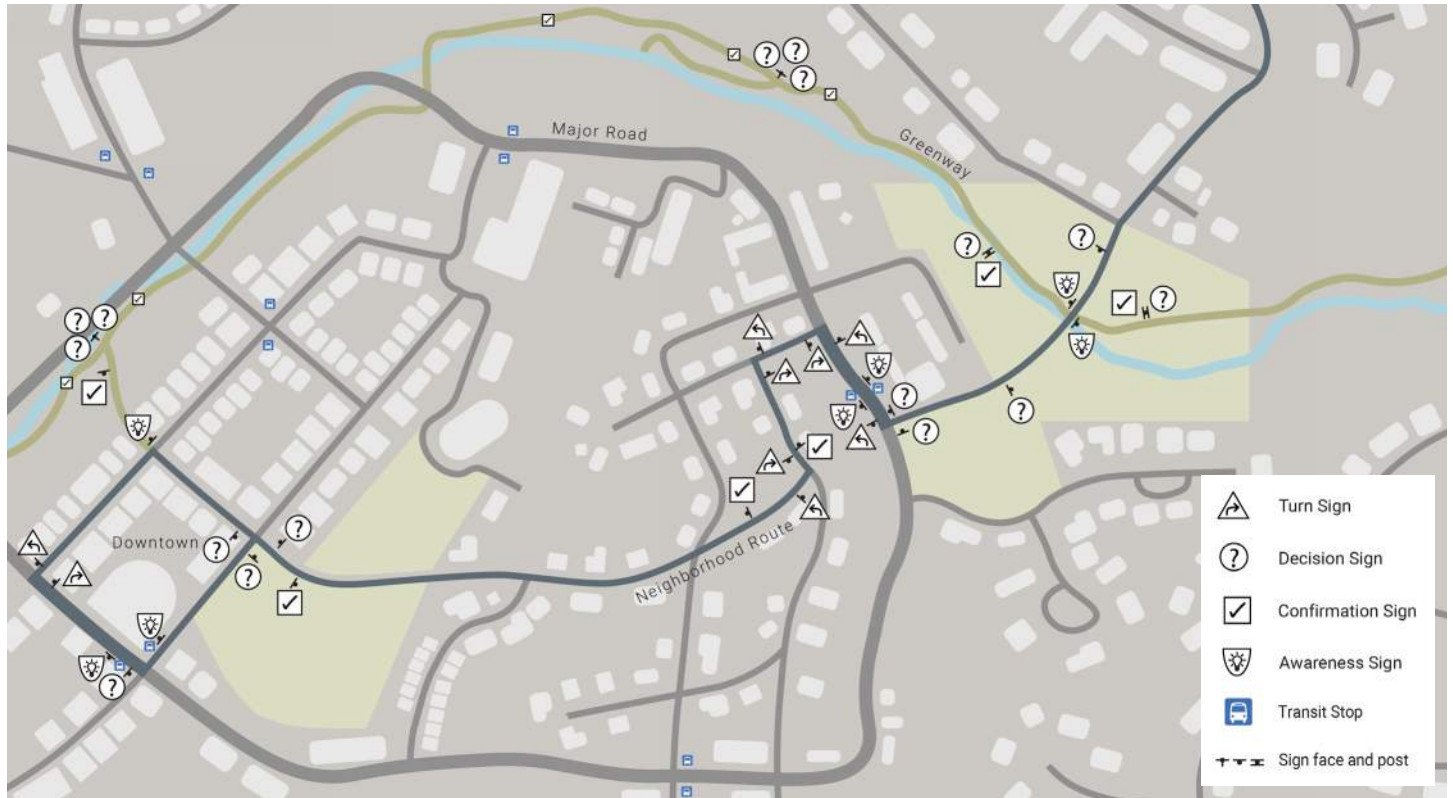 Major Road
Greenway
Downtown
Neighborhood Route
Turn Sign
Decision Sign
Confirmation Sign
Awareness Sign
Transit Stop
Sign face and post